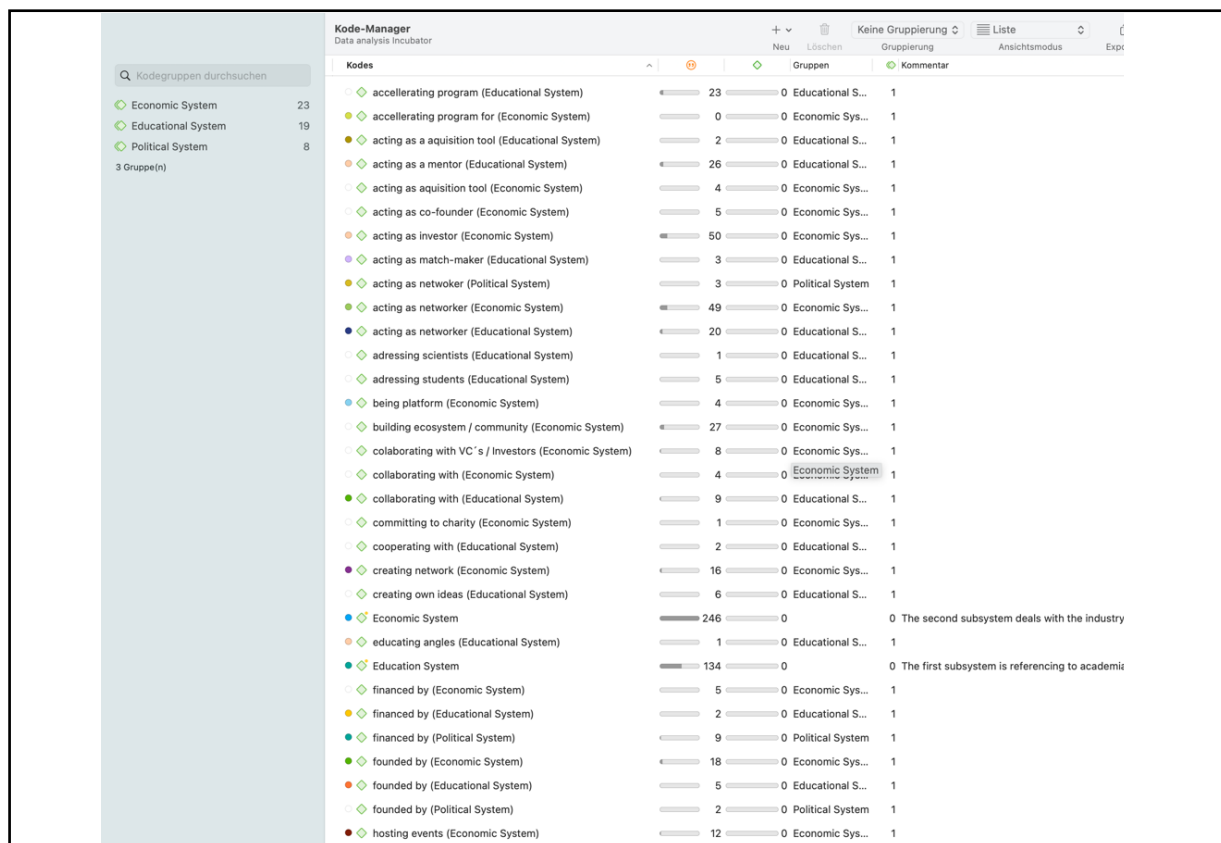 Kode-Manager
Data analysis Incubator
Neu Löschen
Keine Gruppierung
Gruppierung
Liste
Ansichtsmodus
Expo
Kodegruppen durchsuchen
Economic System 23
Educational System 19
Political System 8
3 Gruppe(n)
Kodes Gruppen Kommentar
accellerating program (Educational System) 23 0 Educational S... 1
accellerating program for (Economic System) 0 0 Economic Sys... 1
acting as a aquisition tool (Educational System) 2 0 Educational S... 1
acting as a mentor (Educational System) 26 0 Educational S... 1
acting as aquisition tool (Economic System) 4 0 Economic Sys... 1
acting as co-founder (Economic System) 5 0 Economic Sys... 1
acting as investor (Economic System) 50 0 Economic Sys... 1
acting as match-maker (Educational System) 3 0 Educational S... 1
acting as netwoker (Political System) 3 0 Political System 1
acting as networker (Economic System) 49 0 Economic Sys... 1
acting as networker (Educational System) 20 0 Educational S... 1
adressing scientists (Educational System) 1 0 Educational S... 1
adressing students (Educational System) 5 0 Educational S... 1
being platform (Economic System) 4 0 Economic Sys... 1
building ecosystem / community (Economic System) 27 0 Economic Sys... 1
colaborating with VC´s / Investors (Economic System) 8 0 Economic Sys... 1
collaborating with (Economic System) 4 0 Economic System 1
collaborating with (Educational System) 9 0 Educational S... 1
committing to charity (Economic System) 1 0 Economic Sys... 1
cooperating with (Educational System) 2 0 Educational S... 1
creating network (Economic System) 16 0 Economic Sys... 1
creating own ideas (Educational System) 6 0 Educational S... 1
Economic System 246 0 0 The second subsystem deals with the industry
educating angles (Educational System) 1 0 Educational S... 1
Education System 134 0 0 The first subsystem is referencing to academia
financed by (Economic System) 5 0 Economic Sys... 1
financed by (Educational System) 2 0 Educational S... 1
financed by (Political System) 9 0 Political System 1
founded by (Economic System) 18 0 Economic Sys... 1
founded by (Educational System) 5 0 Educational S... 1
founded by (Political System) 2 0 Political System 1
hosting events (Economic System) 12 0 Economic Sys... 1